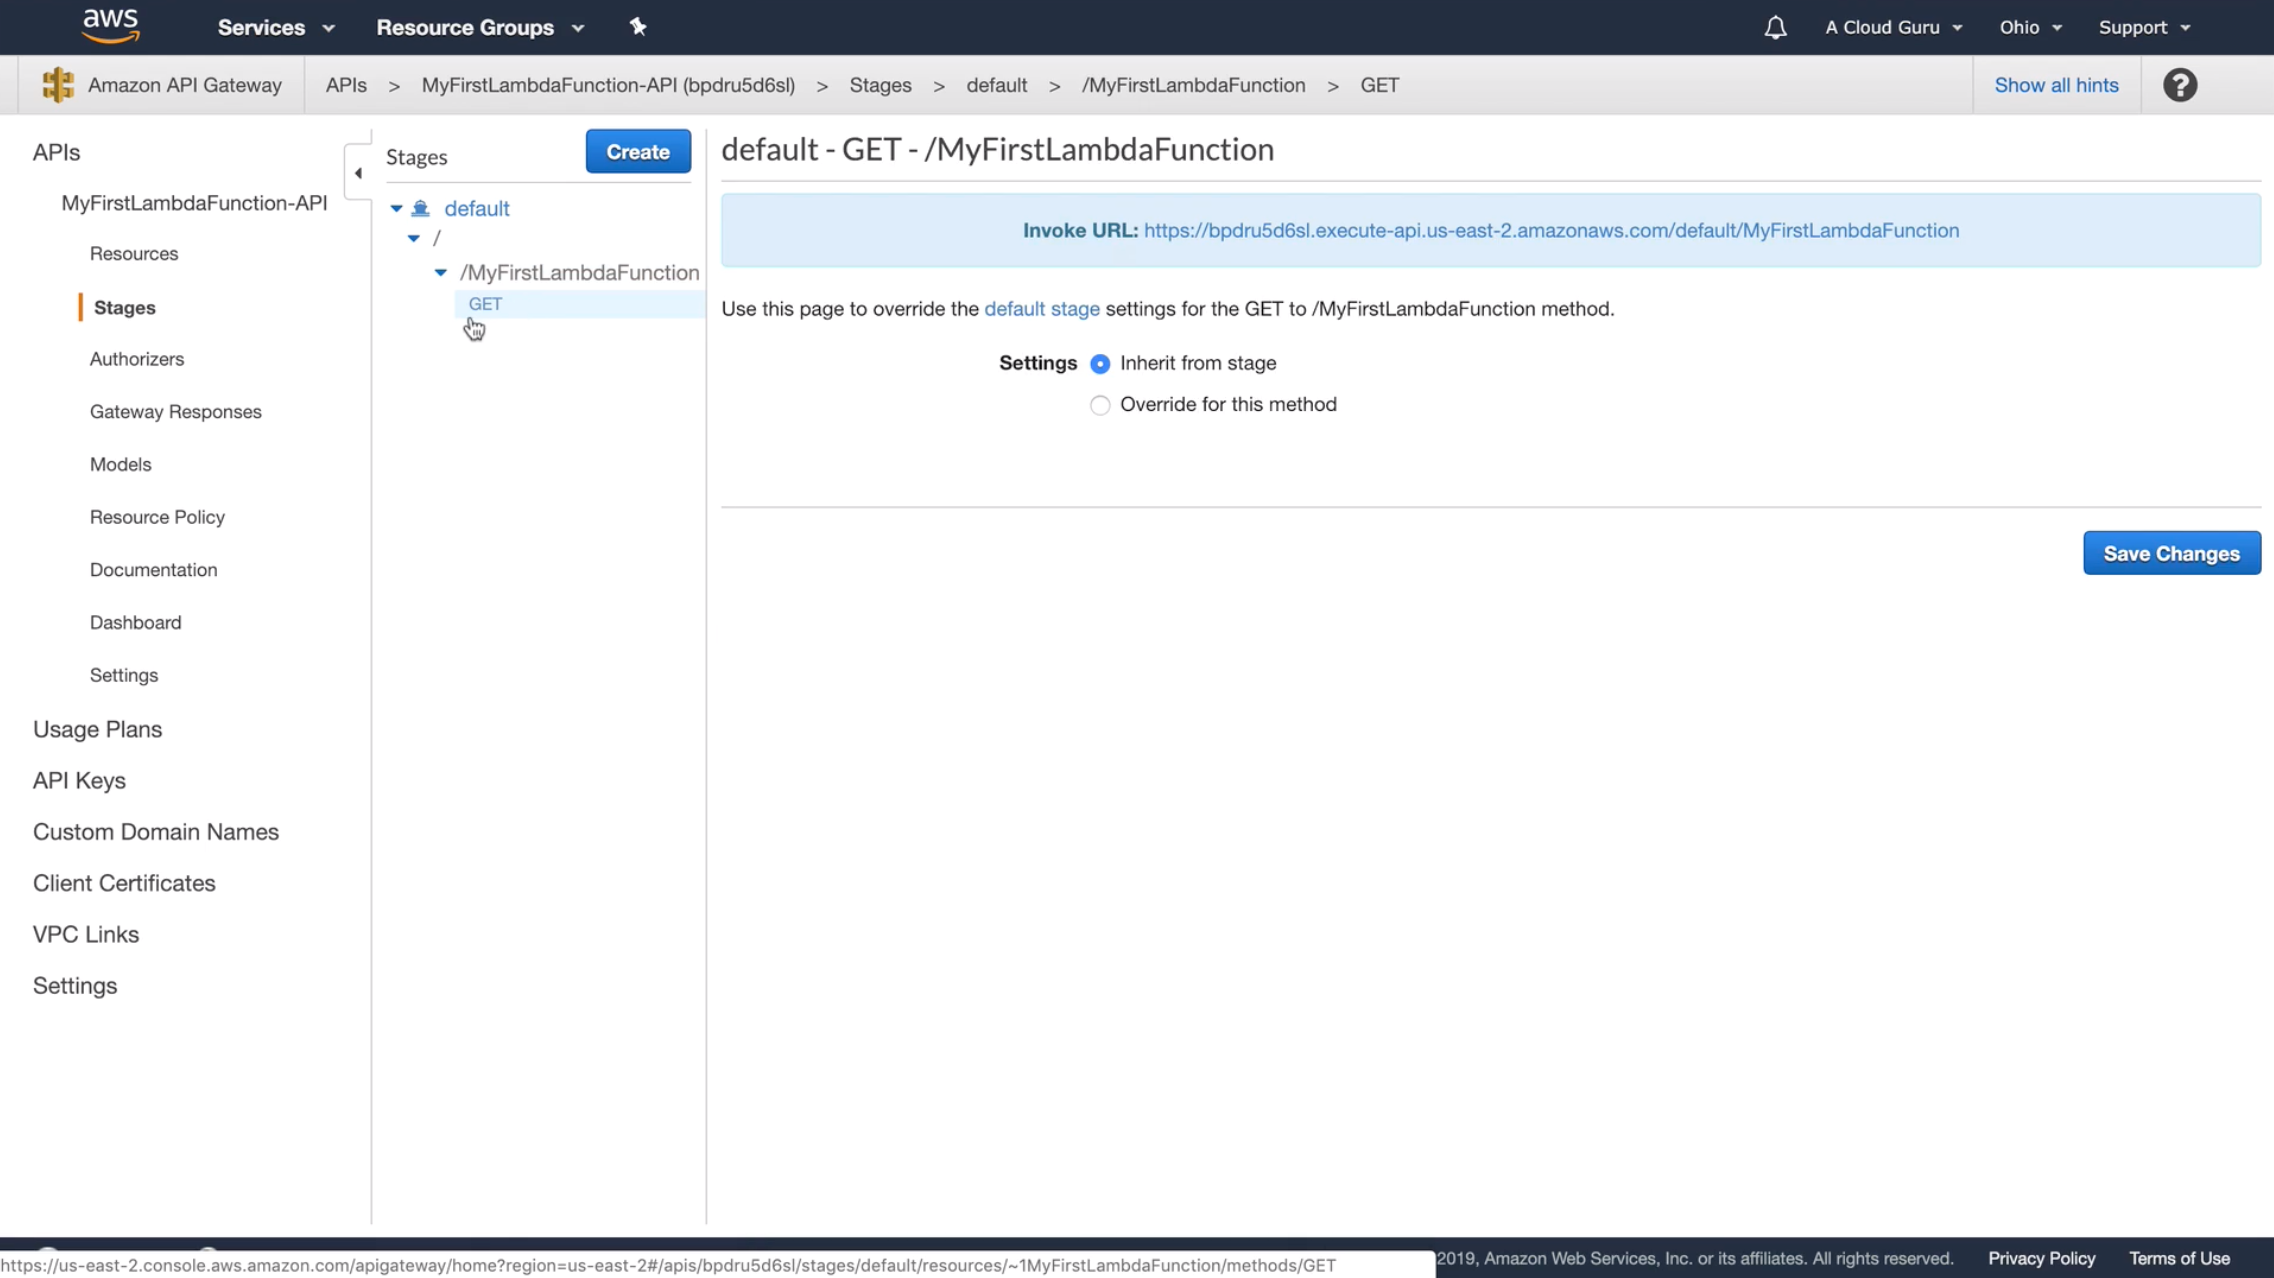 aws Services Resource Groups A Cloud Guru Ohio Support
Amazon API Gateway APIs > MyFirstLambdaFunction-API (bpdru5d6sl) > Stages > default > /MyFirstLambdaFunction > GET Show all hints ?
APIs
MyFirstLambdaFunction-API
Resources
Stages
Authorizers
Gateway Responses
Models
Resource Policy
Documentation
Dashboard
Settings
Usage Plans
API Keys
Custom Domain Names
Client Certificates
VPC Links
Settings
Stages Create
default
/
/MyFirstLambdaFunction
GET
default - GET - /MyFirstLambdaFunction
Invoke URL: https://bpdru5d6sl.execute-api.us-east-2.amazonaws.com/default/MyFirstLambdaFunction
Use this page to override the default stage settings for the GET to /MyFirstLambdaFunction method.
Settings Inherit from stage
Override for this method
Save Changes
https://us-east-2.console.aws.amazon.com/apigateway/home?region=us-east-2#/apis/bpdru5d6sl/stages/default/resources/~1MyFirstLambdaFunction/methods/GET
2019, Amazon Web Services, Inc. or its affiliates. All rights reserved. Privacy Policy Terms of Use